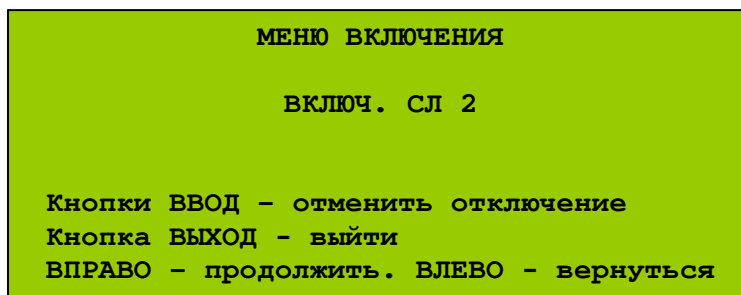 МЕНЮ ВКЛЮЧЕНИЯ
ВКЛЮЧ. СЛ 2
Кнопки ВВОД – отменить отключение
Кнопка ВЫХОД - выйти
ВПРАВО – продолжить. ВЛЕВО - вернуться